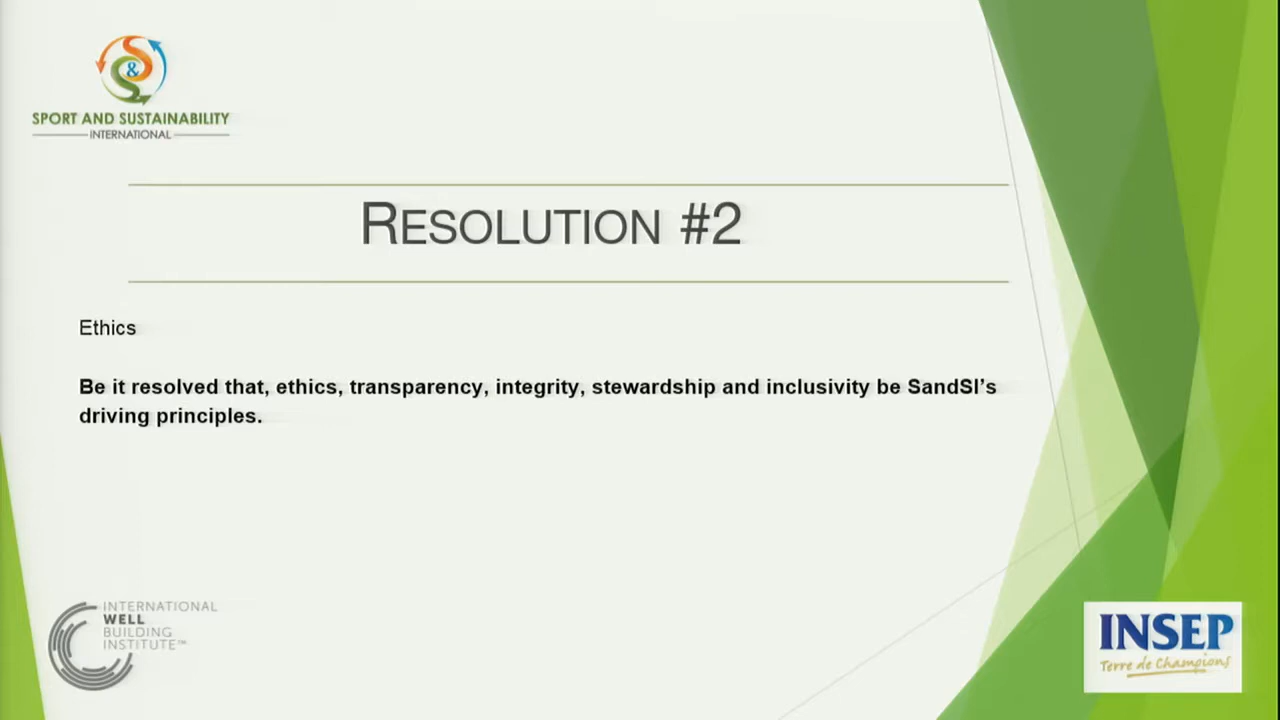 S & S
SPORT AND SUSTAINABILITY
INTERNATIONAL
RESOLUTION #2
Ethics
Be it resolved that, ethics, transparency, integrity, stewardship and inclusivity be SandSI’s
driving principles.
INTERNATIONAL
WELL
BUILDING
INSTITUTE™
INSEP
Terre de Champions